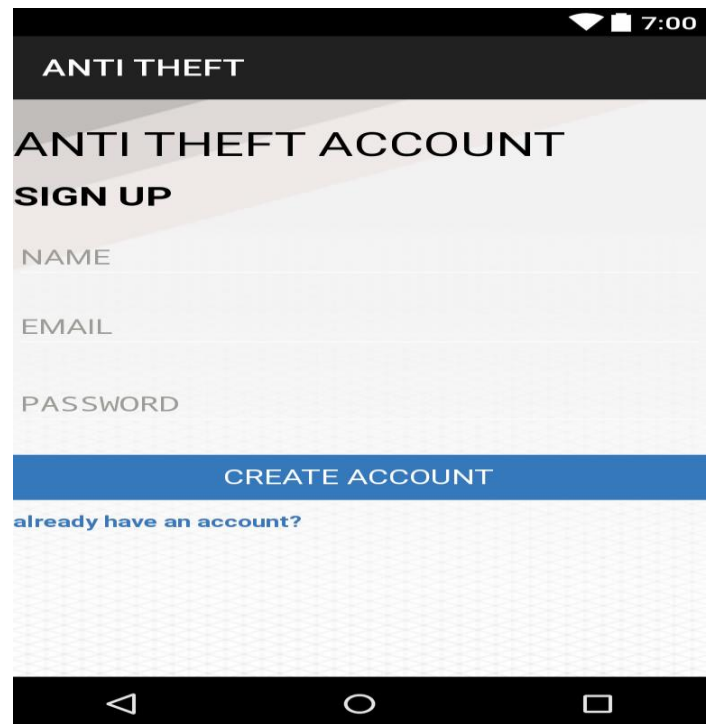 7:00
ANTI THEFT
ANTI THEFT ACCOUNT
SIGN UP
NAME
EMAIL
PASSWORD
CREATE ACCOUNT
already have an account?